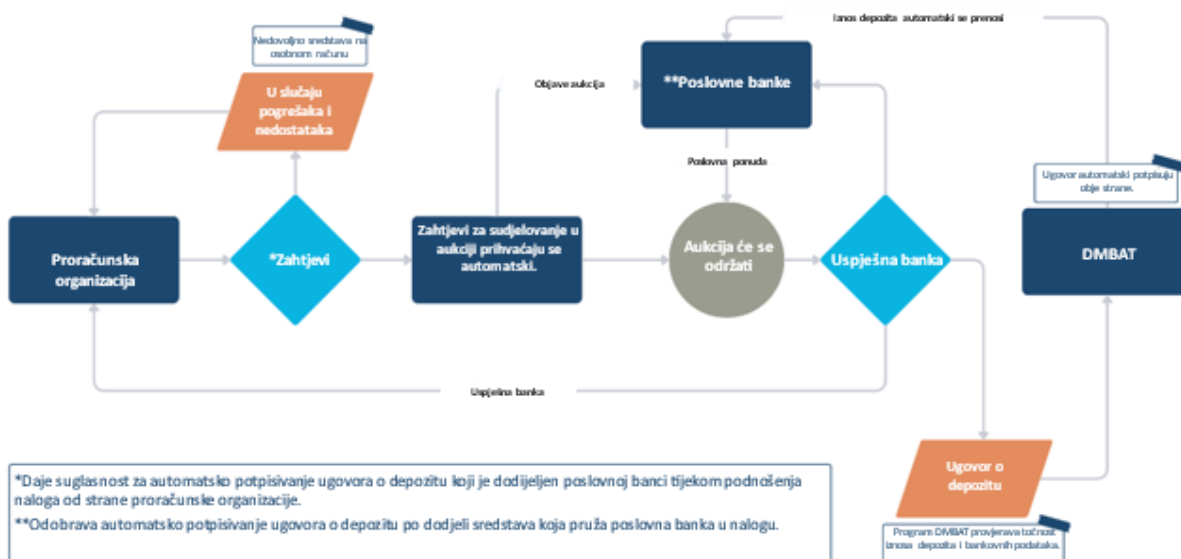 Iznos depozita automatski se prenosi
Nedovoljno sredstava na
osobnom računu
U slučaju
pogrešaka i
nedostataka
Objave aukcija
**Poslovne banke
Poslovna ponuda
Ugovor automatski potpisuju
obje strane.
Proračunska
organizacija
*Zahtjevi
Zahtjevi za sudjelovanje u
aukciji prihvaćaju se
automatski.
Aukcija će se
održati
Uspješna banka
DMBAT
Uspješna banka
Ugovor o
depozitu
Program DMBAT provjerava točnost
iznosa depozita i bankovnih podataka.
*Daje suglasnost za automatsko potpisivanje ugovora o depozitu koji je dodijeljen poslovnoj banci tijekom podnošenja
naloga od strane proračunske organizacije.
**Odobrava automatsko potpisivanje ugovora o depozitu po dodjeli sredstava koja pruža poslovna banka u nalogu.